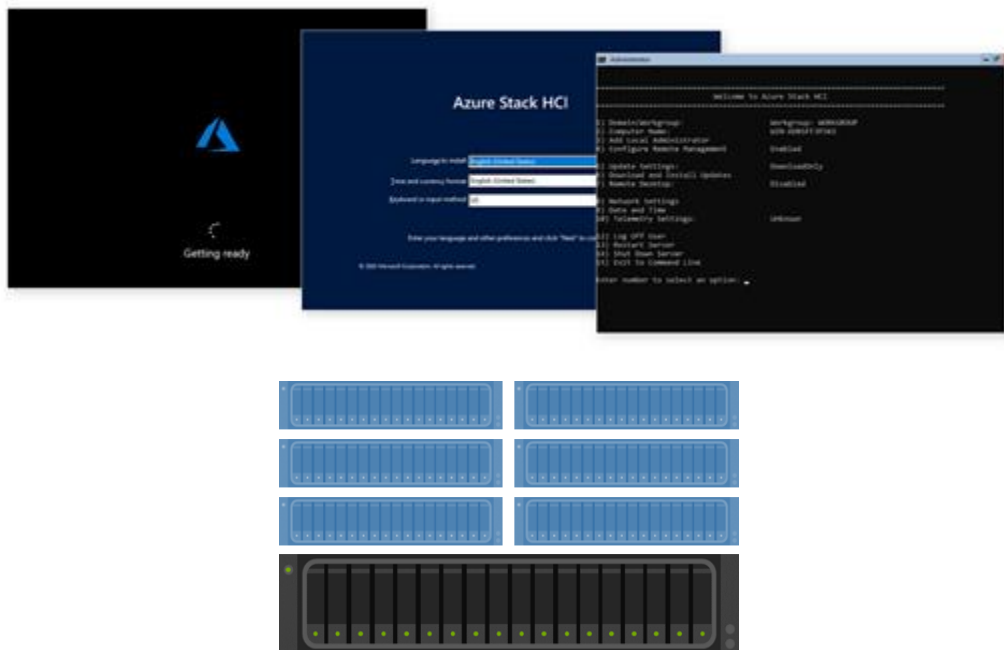 Getting ready
Azure Stack HCI
Language to install: English (United States)
Time and currency format: English (United States)
Keyboard or input method: US
Enter your language and other preferences and click "Next" to
© 2020 Microsoft Corporation. All rights reserved.
Administrator
Welcome to Azure Stack HCI
1) Domain/Workgroup: Workgroup: WORKGROUP
2) Computer Name:
3) Add Local Administrator
4) Configure Remote Management Enabled
5) Update Settings: DownloadOnly
6) Download and Install Updates
7) Remote Desktop: Disabled
8) Network Settings
9) Date and Time
10) Telemetry Settings: Unknown
12) Log Off User
13) Restart Server
14) Shut Down Server
15) Exit to Command Line
Enter number to select an option: